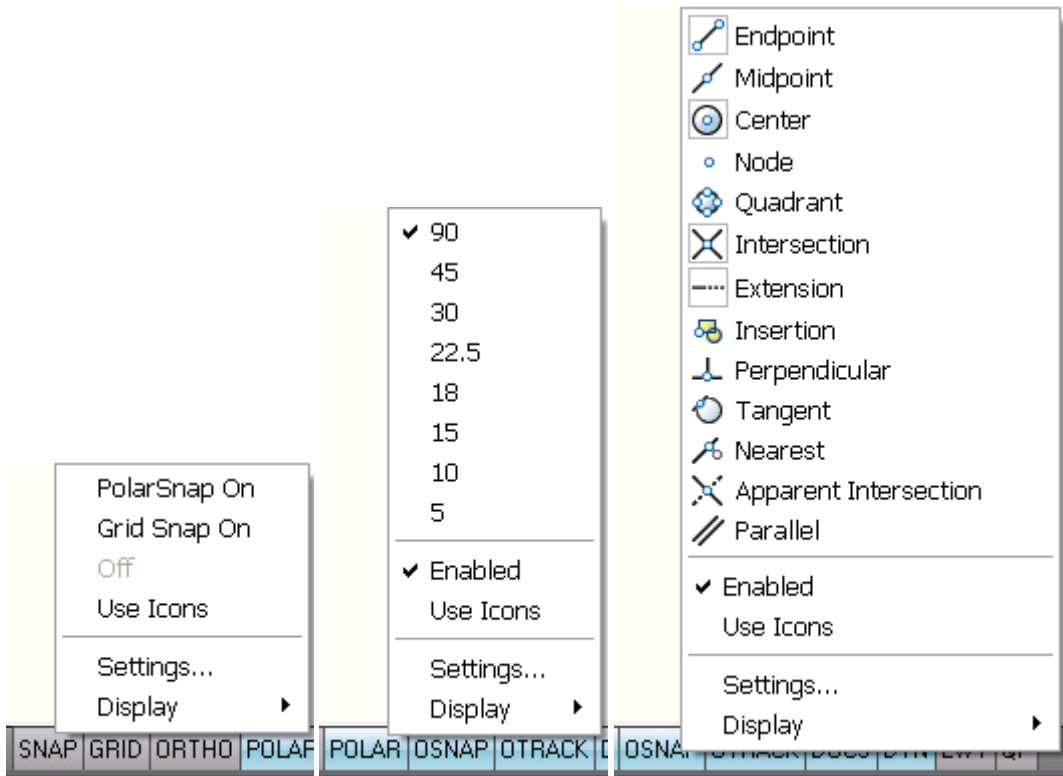 PolarSnap On
Grid Snap On
Off
Use Icons
Settings...
Display
SNAP GRID ORTHO POLAR
90
45
30
22.5
18
15
10
5
Enabled
Use Icons
Settings...
Display
POLAR OSNAP OTRACK
Endpoint
Midpoint
Center
Node
Quadrant
Intersection
Extension
Insertion
Perpendicular
Tangent
Nearest
Apparent Intersection
Parallel
Enabled
Use Icons
Settings...
Display
OSNA